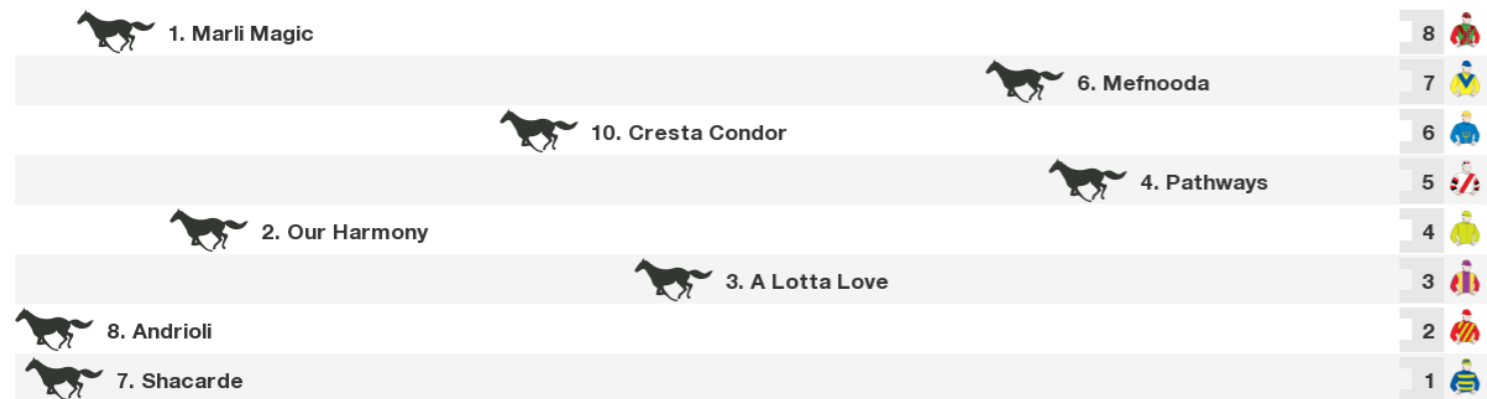 1. Marli Magic 8
6. Mefnooda 7
10. Cresta Condor 6
4. Pathways 5
2. Our Harmony 4
3. A Lotta Love 3
8. Andrioli 2
7. Shacarde 1